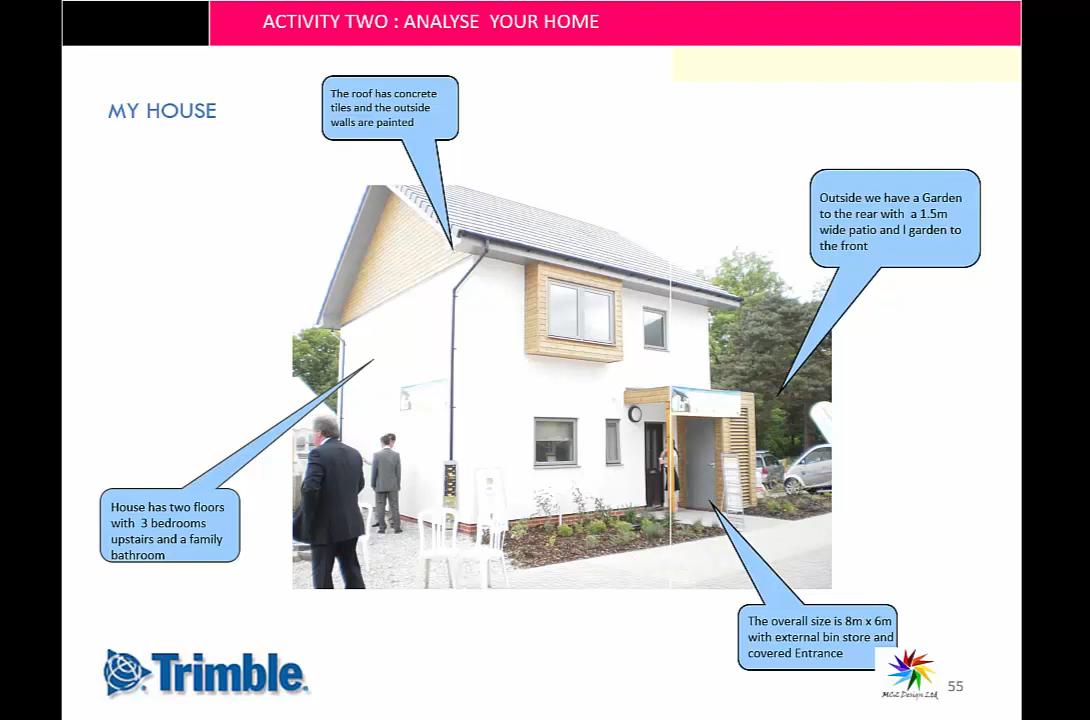 ACTIVITY TWO : ANALYSE YOUR HOME
MY HOUSE
The roof has concrete
tiles and the outside
walls are painted
Outside we have a Garden
to the rear with a 1.5m
wide patio and l garden to
the front
House has two floors
with 3 bedrooms
upstairs and a family
bathroom
The overall size is 8m x 6m
with external bin store and
covered Entrance
Trimble
MCL Design Ltd
55